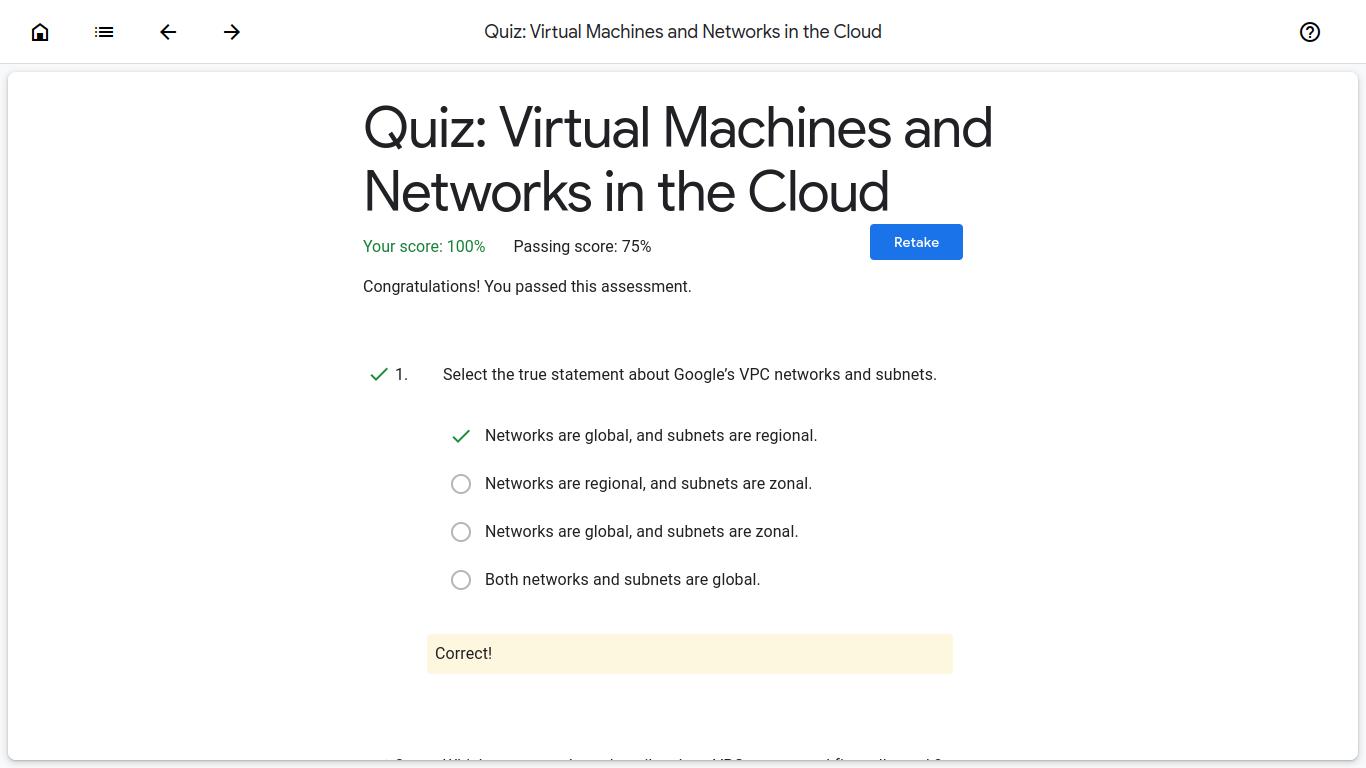 Quiz: Virtual Machines and Networks in the Cloud
Quiz: Virtual Machines and
Networks in the Cloud
Your score: 100% Passing score: 75% Retake
Congratulations! You passed this assessment.
1. Select the true statement about Google’s VPC networks and subnets.
Networks are global, and subnets are regional.
Networks are regional, and subnets are zonal.
Networks are global, and subnets are zonal.
Both networks and subnets are global.
Correct!